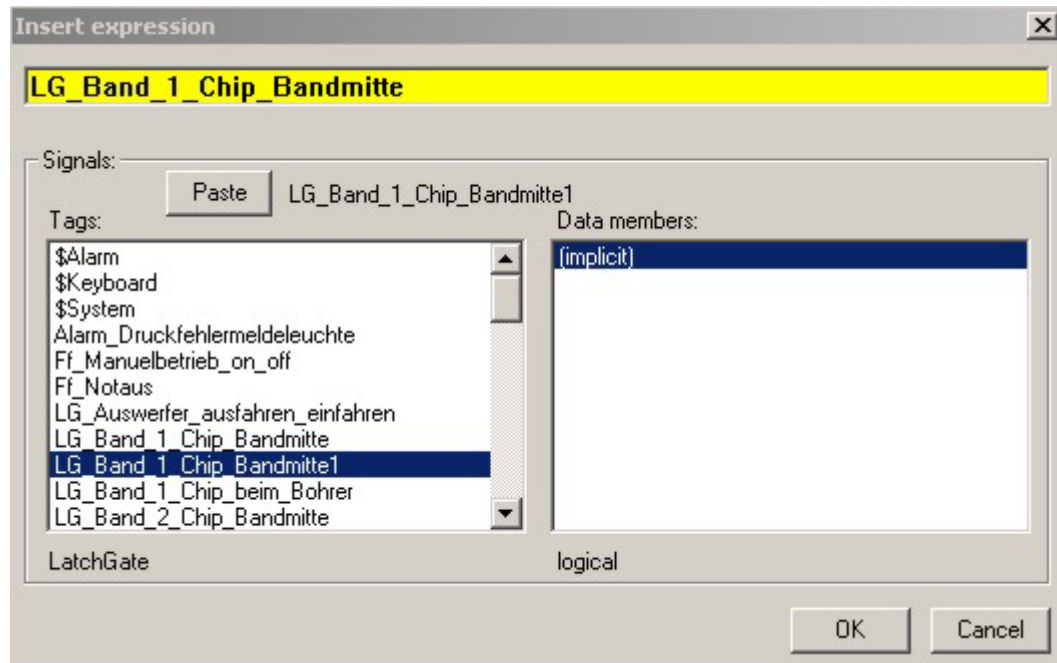 Insert expression
LG_Band_1_Chip_Bandmitte
Signals:
Paste LG_Band_1_Chip_Bandmitte1
Tags: Data members:
$Alarm (implicit)
$Keyboard
$System
Alarm_Druckfehlermeldeleuchte
Ff_Manuelbetrieb_on_off
Ff_Notaus
LG_Auswerfer_ausfahren_einfahren
LG_Band_1_Chip_Bandmitte
LG_Band_1_Chip_Bandmitte1
LG_Band_1_Chip_beim_Bohrer
LG_Band_2_Chip_Bandmitte
LatchGate logical
OK Cancel